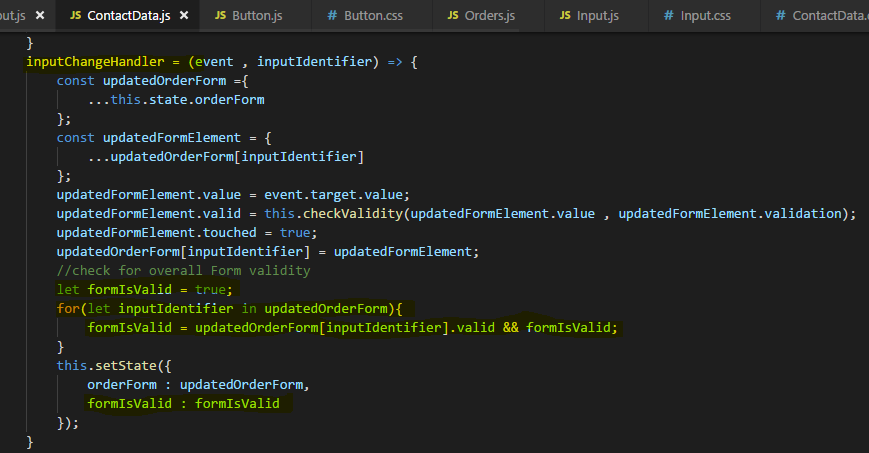 ut.js × JS ContactData.js × JS Button.js # Button.css JS Orders.js JS Input.js # Input.css # ContactData.c
}
inputChangeHandler = (event , inputIdentifier) => {
const updatedOrderForm ={
...this.state.orderForm
};
const updatedFormElement = {
...updatedOrderForm[inputIdentifier]
};
updatedFormElement.value = event.target.value;
updatedFormElement.valid = this.checkValidity(updatedFormElement.value , updatedFormElement.validation);
updatedFormElement.touched = true;
updatedOrderForm[inputIdentifier] = updatedFormElement;
//check for overall Form validity
let formIsValid = true;
for(let inputIdentifier in updatedOrderForm){
formIsValid = updatedOrderForm[inputIdentifier].valid && formIsValid;
}
this.setState({
orderForm : updatedOrderForm,
formIsValid : formIsValid
});
}